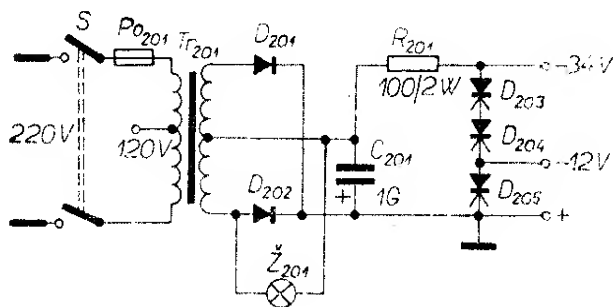 S
Po201
Tr201
D201
R201
100/2W
-34V
D203
220V
120V
D204
C201
-12V
D202
+
1G
D205
+
Ž201